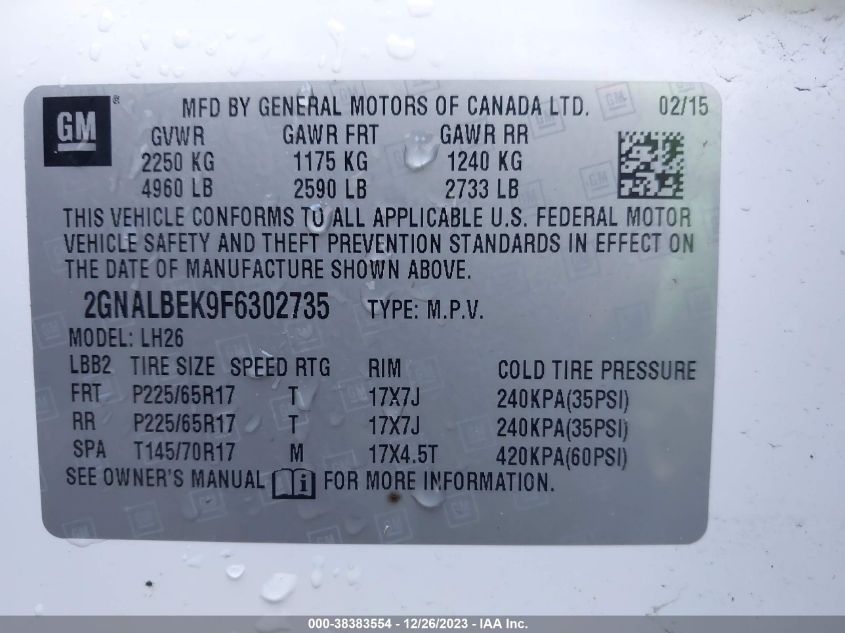 GM ® MFD BY GENERAL MOTORS OF CANADA LTD. 02/15
GVWR GAWR FRT GAWR RR
2250 KG 1175 KG 1240 KG
4960 LB 2590 LB 2733 LB
THIS VEHICLE CONFORMS TO ALL APPLICABLE U.S. FEDERAL MOTOR
VEHICLE SAFETY AND THEFT PREVENTION STANDARDS IN EFFECT ON
THE DATE OF MANUFACTURE SHOWN ABOVE.
2GNALBEK9F6302735 TYPE: M.P.V.
MODEL: LH26
LBB2 TIRE SIZE SPEED RTG RIM COLD TIRE PRESSURE
FRT P225/65R17 T 17X7J 240KPA(35PSI)
RR P225/65R17 T 17X7J 240KPA(35PSI)
SPA T145/70R17 M 17X4.5T 420KPA(60PSI)
SEE OWNER'S MANUAL i FOR MORE INFORMATION.
000-38383554 - 12/26/2023 - IAA Inc.